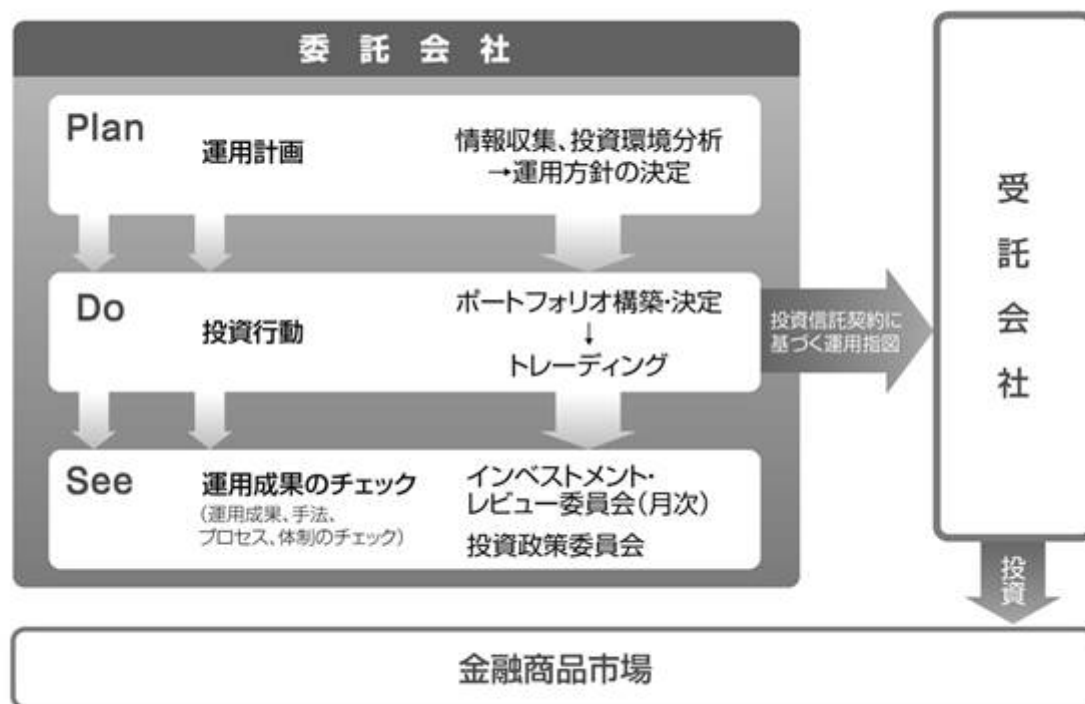 委託会社
Plan
運用計画
情報収集、投資環境分析
→運用方針の決定
Do
投資行動
ポートフォリオ構築・決定
↓
トレーディング
投資信託契約に
基づく運用指図
See
運用成果のチェック
(運用成果、手法、
プロセス、体制のチェック)
インベストメント・
レビュー委員会(月次)
投資政策委員会
受託会社
投資
金融商品市場